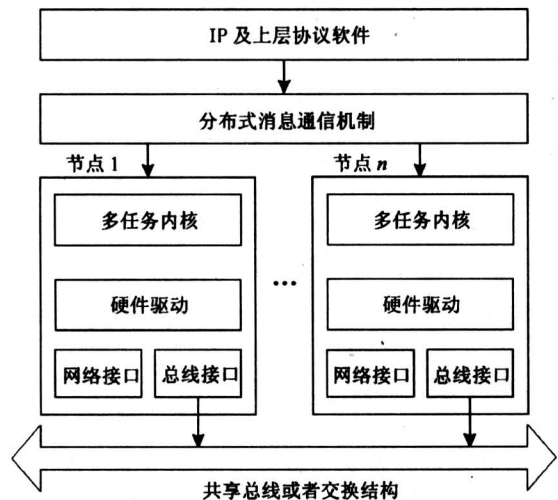 IP 及上层协议软件
分布式消息通信机制
节点 1
节点 n
多任务内核
多任务内核
...
硬件驱动
硬件驱动
网络接口
总线接口
网络接口
总线接口
共享总线或者交换结构